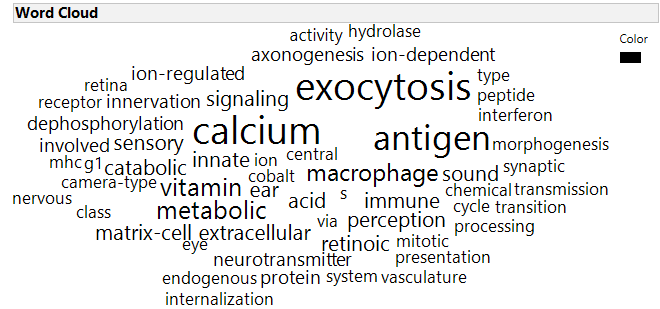 Word Cloud
Color
activity hydrolase
axonogenesis ion-dependent
ion-regulated exocytosis type
retina
receptor innervation signaling peptide
interferon
dephosphorylation calcium antigen
involved sensory morphogenesis
mhc g1 catabolic innate ion central
macrophage sound synaptic
camera-type vitamin ear cobalt
nervous acid s immune chemical transmission
class metabolic cycle transition
via perception processing
matrix-cell extracellular
eye retinoic mitotic
neurotransmitter presentation
endogenous protein system vasculature
internalization